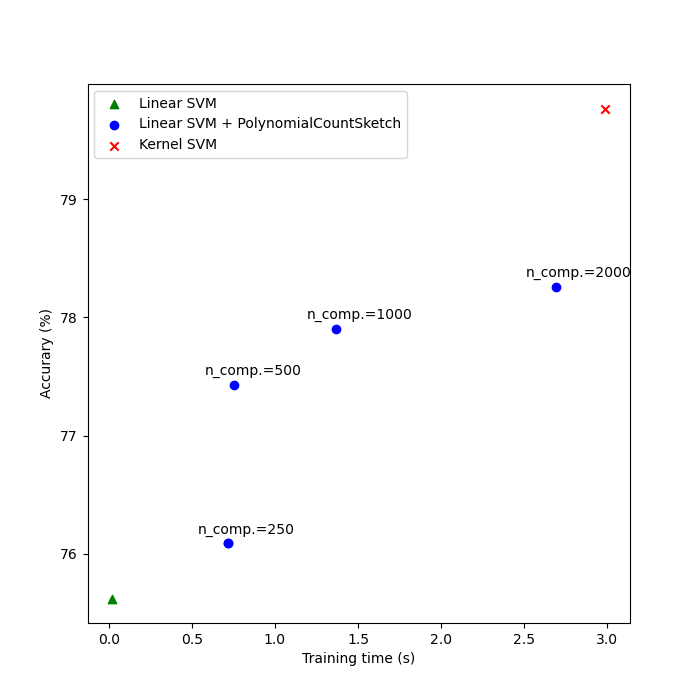 Linear SVM
Linear SVM + PolynomialCountSketch
Kernel SVM
79
n_comp.=2000
78
n_comp.=1000
n_comp.=500
77
n_comp.=250
76
Accurary (%)
0.0 0.5 1.0 1.5 2.0 2.5 3.0
Training time (s)